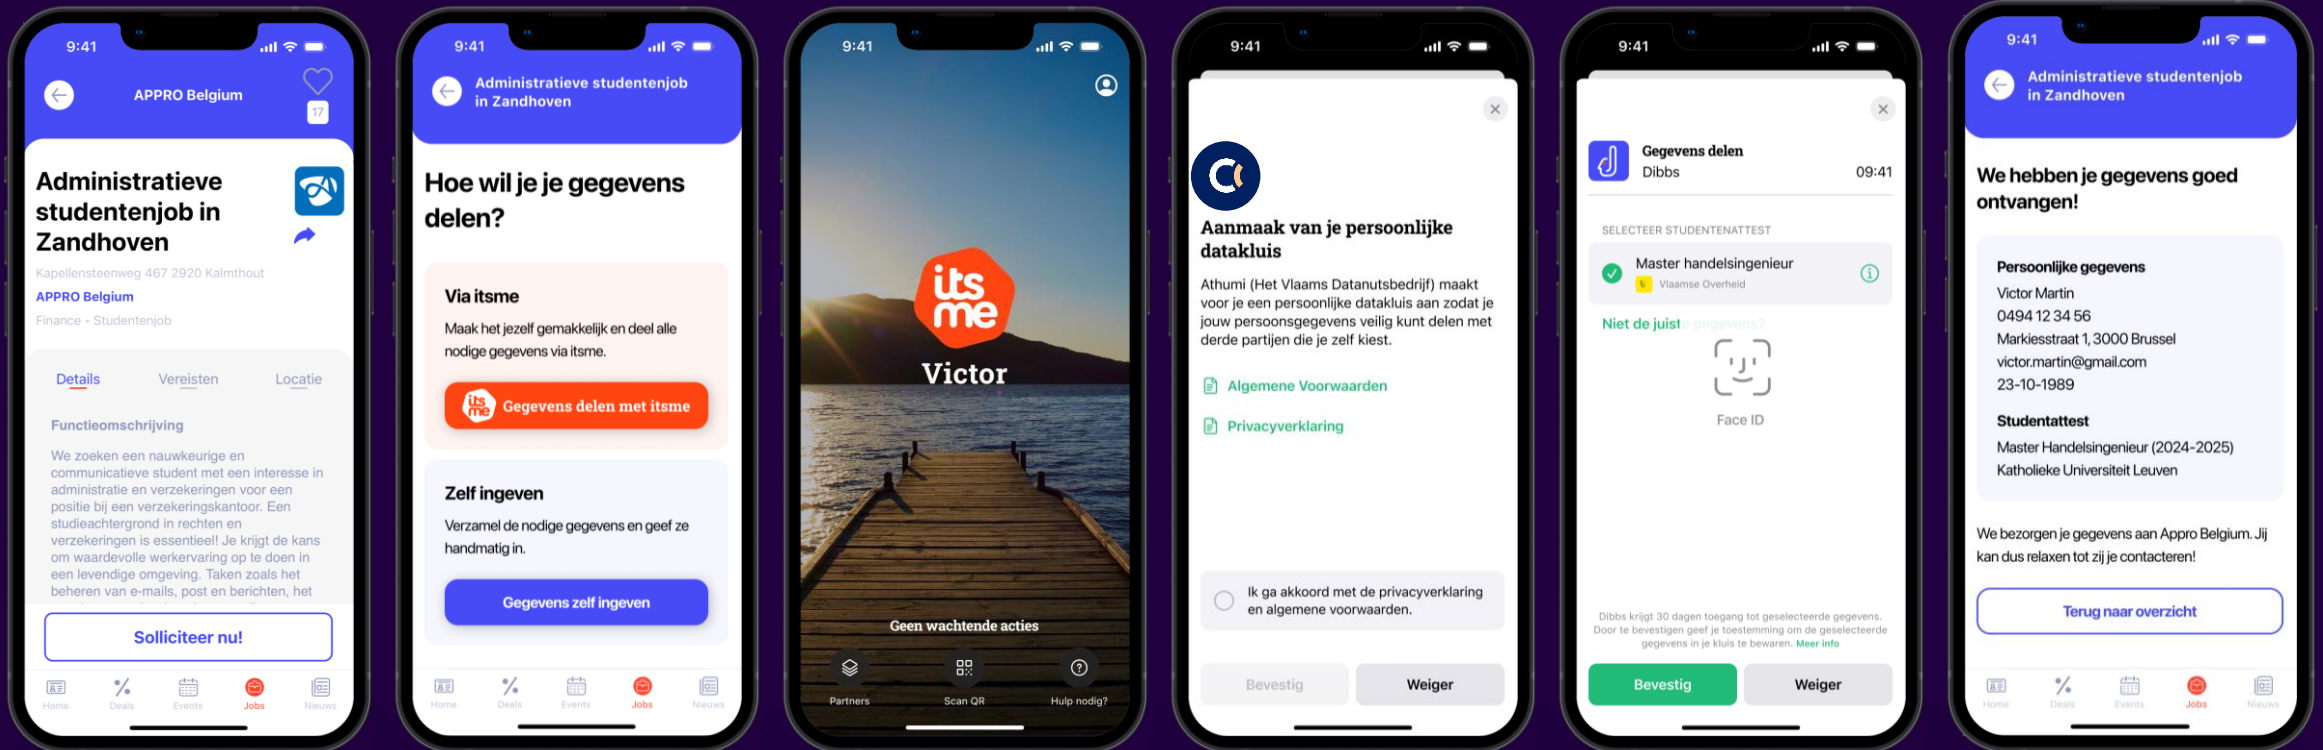 9:41
APPRO Belgium
17
Administratieve
studentenjob in
Zandhoven
Kapellensteenweg 467 2920 Kalmthout
APPRO Belgium
Finance • Studentenjob
Details
Vereisten
Locatie
Functieomschrijving
We zoeken een nauwkeurige en
communicatieve student met een interesse in
administratie en verzekeringen voor een
positie bij een verzekeringskantoor. Een
studieachtergrond in rechten en
verzekeringen is essentieel! Je krijgt de kans
om waardevolle werkervaring op te doen in
een levendige omgeving. Taken zoals het
beheren van e-mails, post en berichten, het
Solliciteer nu!
Home
Deals
Events
Jobs
Nieuws
9:41
Administratieve studentenjob
in Zandhoven
Hoe wil je je gegevens
delen?
Via itsme
Maak het jezelf gemakkelijk en deel alle
nodige gegevens via itsme.
its
me
Gegevens delen met itsme
Zelf ingeven
Verzamel de nodige gegevens en geef ze
handmatig in.
Gegevens zelf ingeven
Home
Deals
Events
Jobs
Nieuws
9:41
its
me
Victor
Geen wachtende acties
Partners
Scan QR
Hulp nodig?
9:41
Aanmaak van je persoonlijke
datakluis
Athumi (Het Vlaams Datanutsbedrijf) maakt
voor je een persoonlijke datakluis aan zodat je
jouw persoonsgegevens veilig kunt delen met
derde partijen die je zelf kiest.
Algemene Voorwaarden
Privacyverklaring
Ik ga akkoord met de privacyverklaring
en algemene voorwaarden.
Bevestig
Weiger
9:41
Gegevens delen
Dibbs
09:41
SELECTEER STUDENTENATTEST
Master handelsingenieur
Vlaamse Overheid
Niet de juiste gegevens?
Face ID
Dibbs krijgt 30 dagen toegang tot geselecteerde gegevens.
Door te bevestigen geef je toestemming om de geselecteerde
gegevens in je kluis te bewaren. Meer info
Bevestig
Weiger
9:41
Administratieve studentenjob
in Zandhoven
We hebben je gegevens goed
ontvangen!
Persoonlijke gegevens
Victor Martin
0494 12 34 56
Markiesstraat 1, 3000 Brussel
victor.martin@gmail.com
23-10-1989
Studentattest
Master Handelsingenieur (2024-2025)
Katholieke Universiteit Leuven
We bezorgen je gegevens aan Appro Belgium. Jij
kan dus relaxen tot zij je contacteren!
Terug naar overzicht
Home
Deals
Events
Jobs
Nieuws